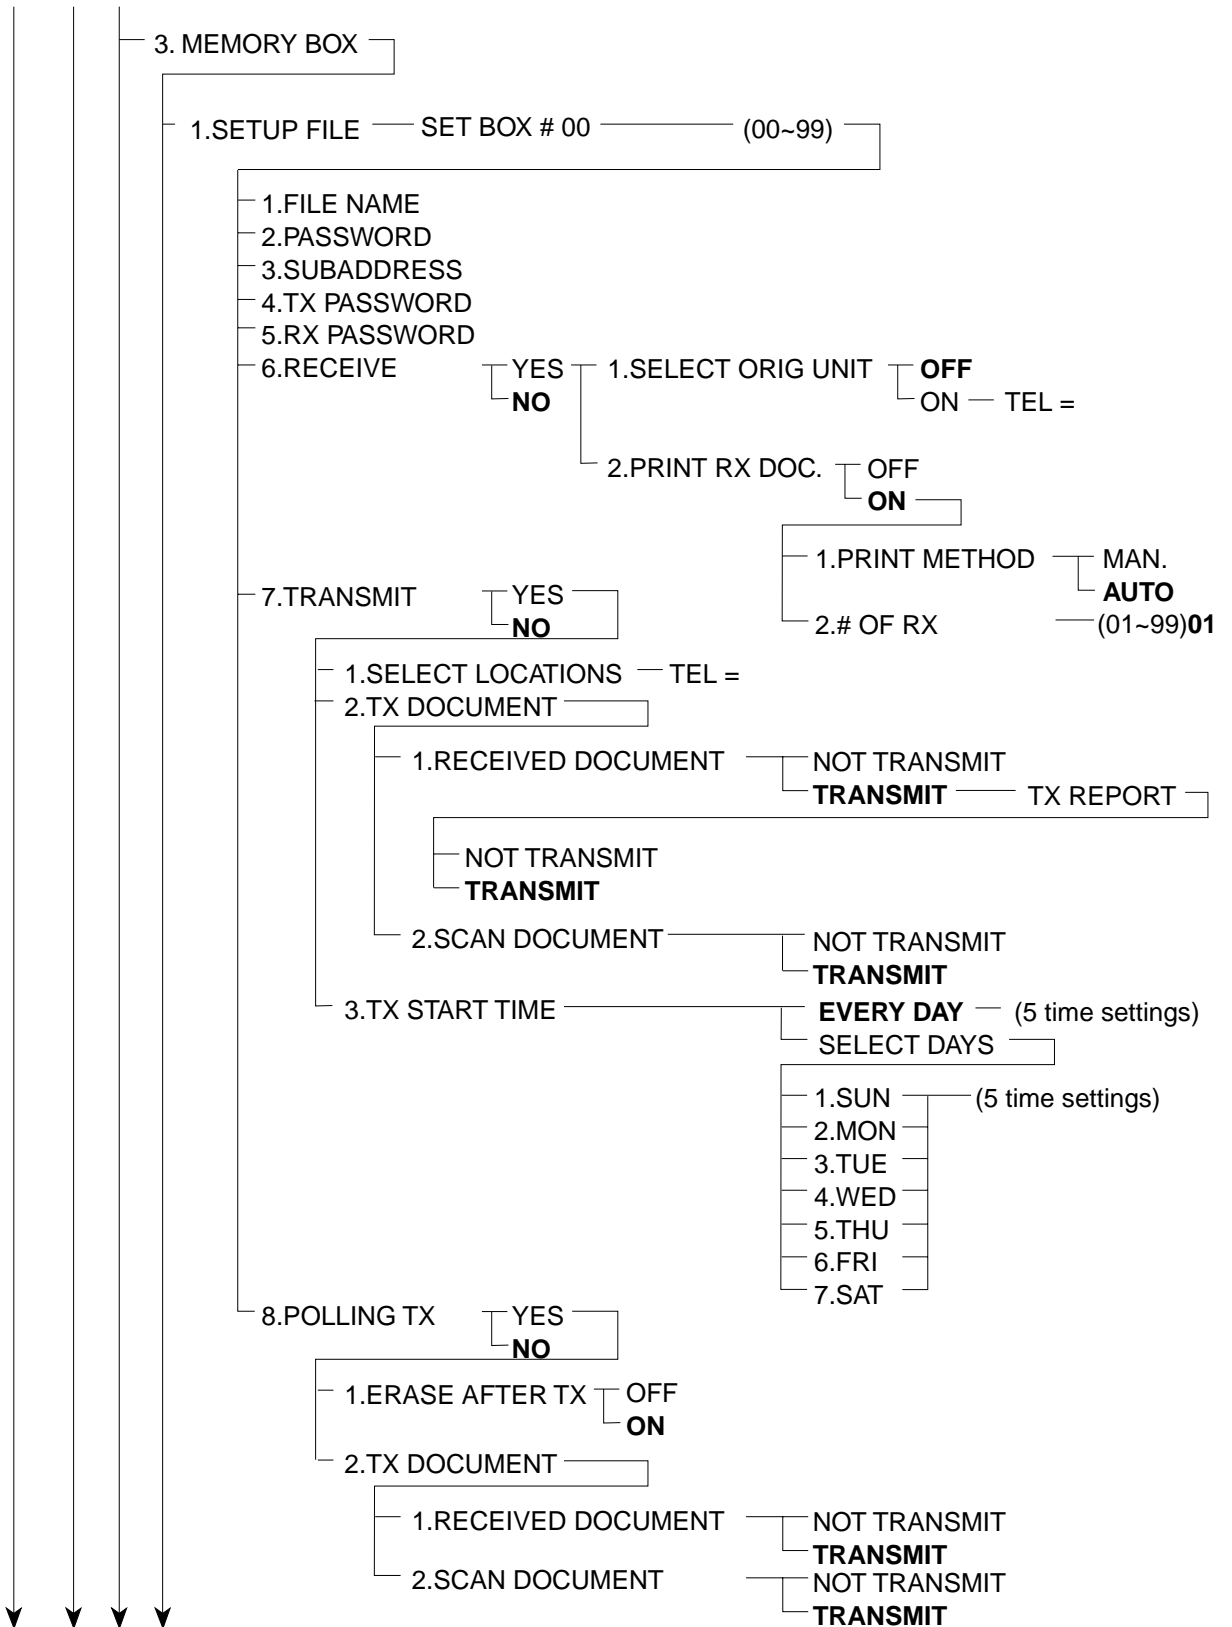 3. MEMORY BOX
1.SETUP FILE SET BOX # 00 (00~99)
1.FILE NAME
2.PASSWORD
3.SUBADDRESS
4.TX PASSWORD
5.RX PASSWORD
6.RECEIVE YES 1.SELECT ORIG UNIT OFF
NO ON TEL =
2.PRINT RX DOC. OFF
ON
1.PRINT METHOD MAN.
AUTO
7.TRANSMIT YES
NO 2.# OF RX (01~99)01
1.SELECT LOCATIONS TEL =
2.TX DOCUMENT
1.RECEIVED DOCUMENT NOT TRANSMIT
TRANSMIT TX REPORT
NOT TRANSMIT
TRANSMIT
2.SCAN DOCUMENT NOT TRANSMIT
TRANSMIT
3.TX START TIME EVERY DAY (5 time settings)
SELECT DAYS
1.SUN (5 time settings)
2.MON
3.TUE
4.WED
5.THU
6.FRI
7.SAT
8.POLLING TX YES
NO
1.ERASE AFTER TX OFF
ON
2.TX DOCUMENT
1.RECEIVED DOCUMENT NOT TRANSMIT
TRANSMIT
2.SCAN DOCUMENT NOT TRANSMIT
TRANSMIT